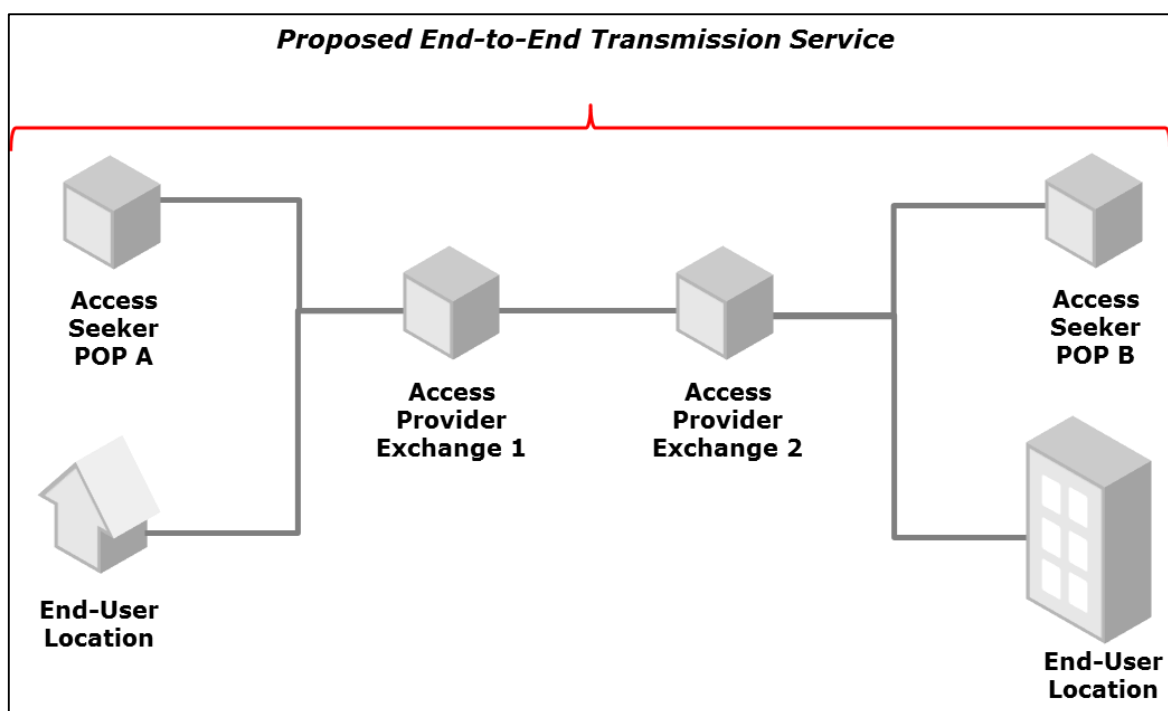 Proposed End-to-End Transmission Service
Access
Seeker
POP A
Access
Seeker
POP B
Access
Provider
Exchange 1
Access
Provider
Exchange 2
End-User
Location
End-User
Location